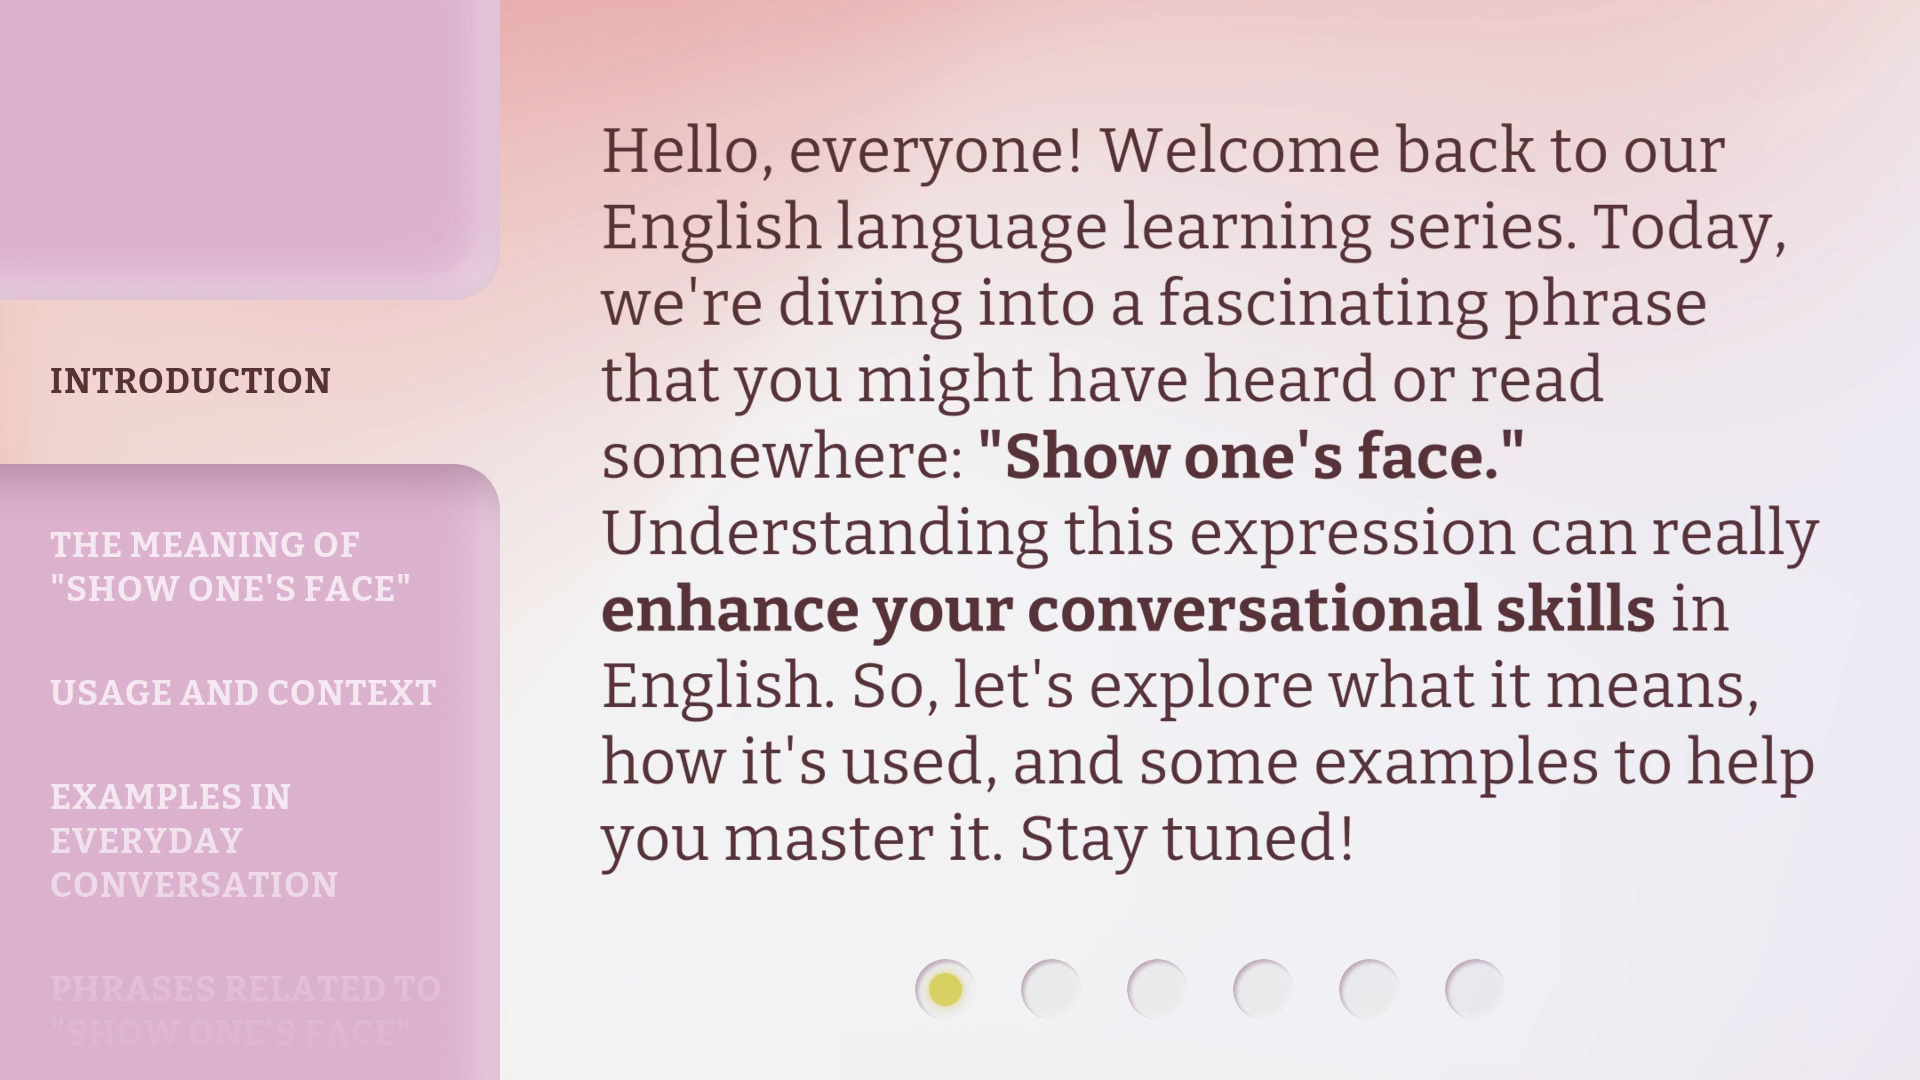 INTRODUCTION
THE MEANING OF
"SHOW ONE'S FACE"
USAGE AND CONTEXT
EXAMPLES IN
EVERYDAY
CONVERSATION
PHRASES RELATED TO
"SHOW ONE'S FACE"
Hello, everyone! Welcome back to our
English language learning series. Today,
we're diving into a fascinating phrase
that you might have heard or read
somewhere: "Show one's face."
Understanding this expression can really
enhance your conversational skills in
English. So, let's explore what it means,
how it's used, and some examples to help
you master it. Stay tuned!